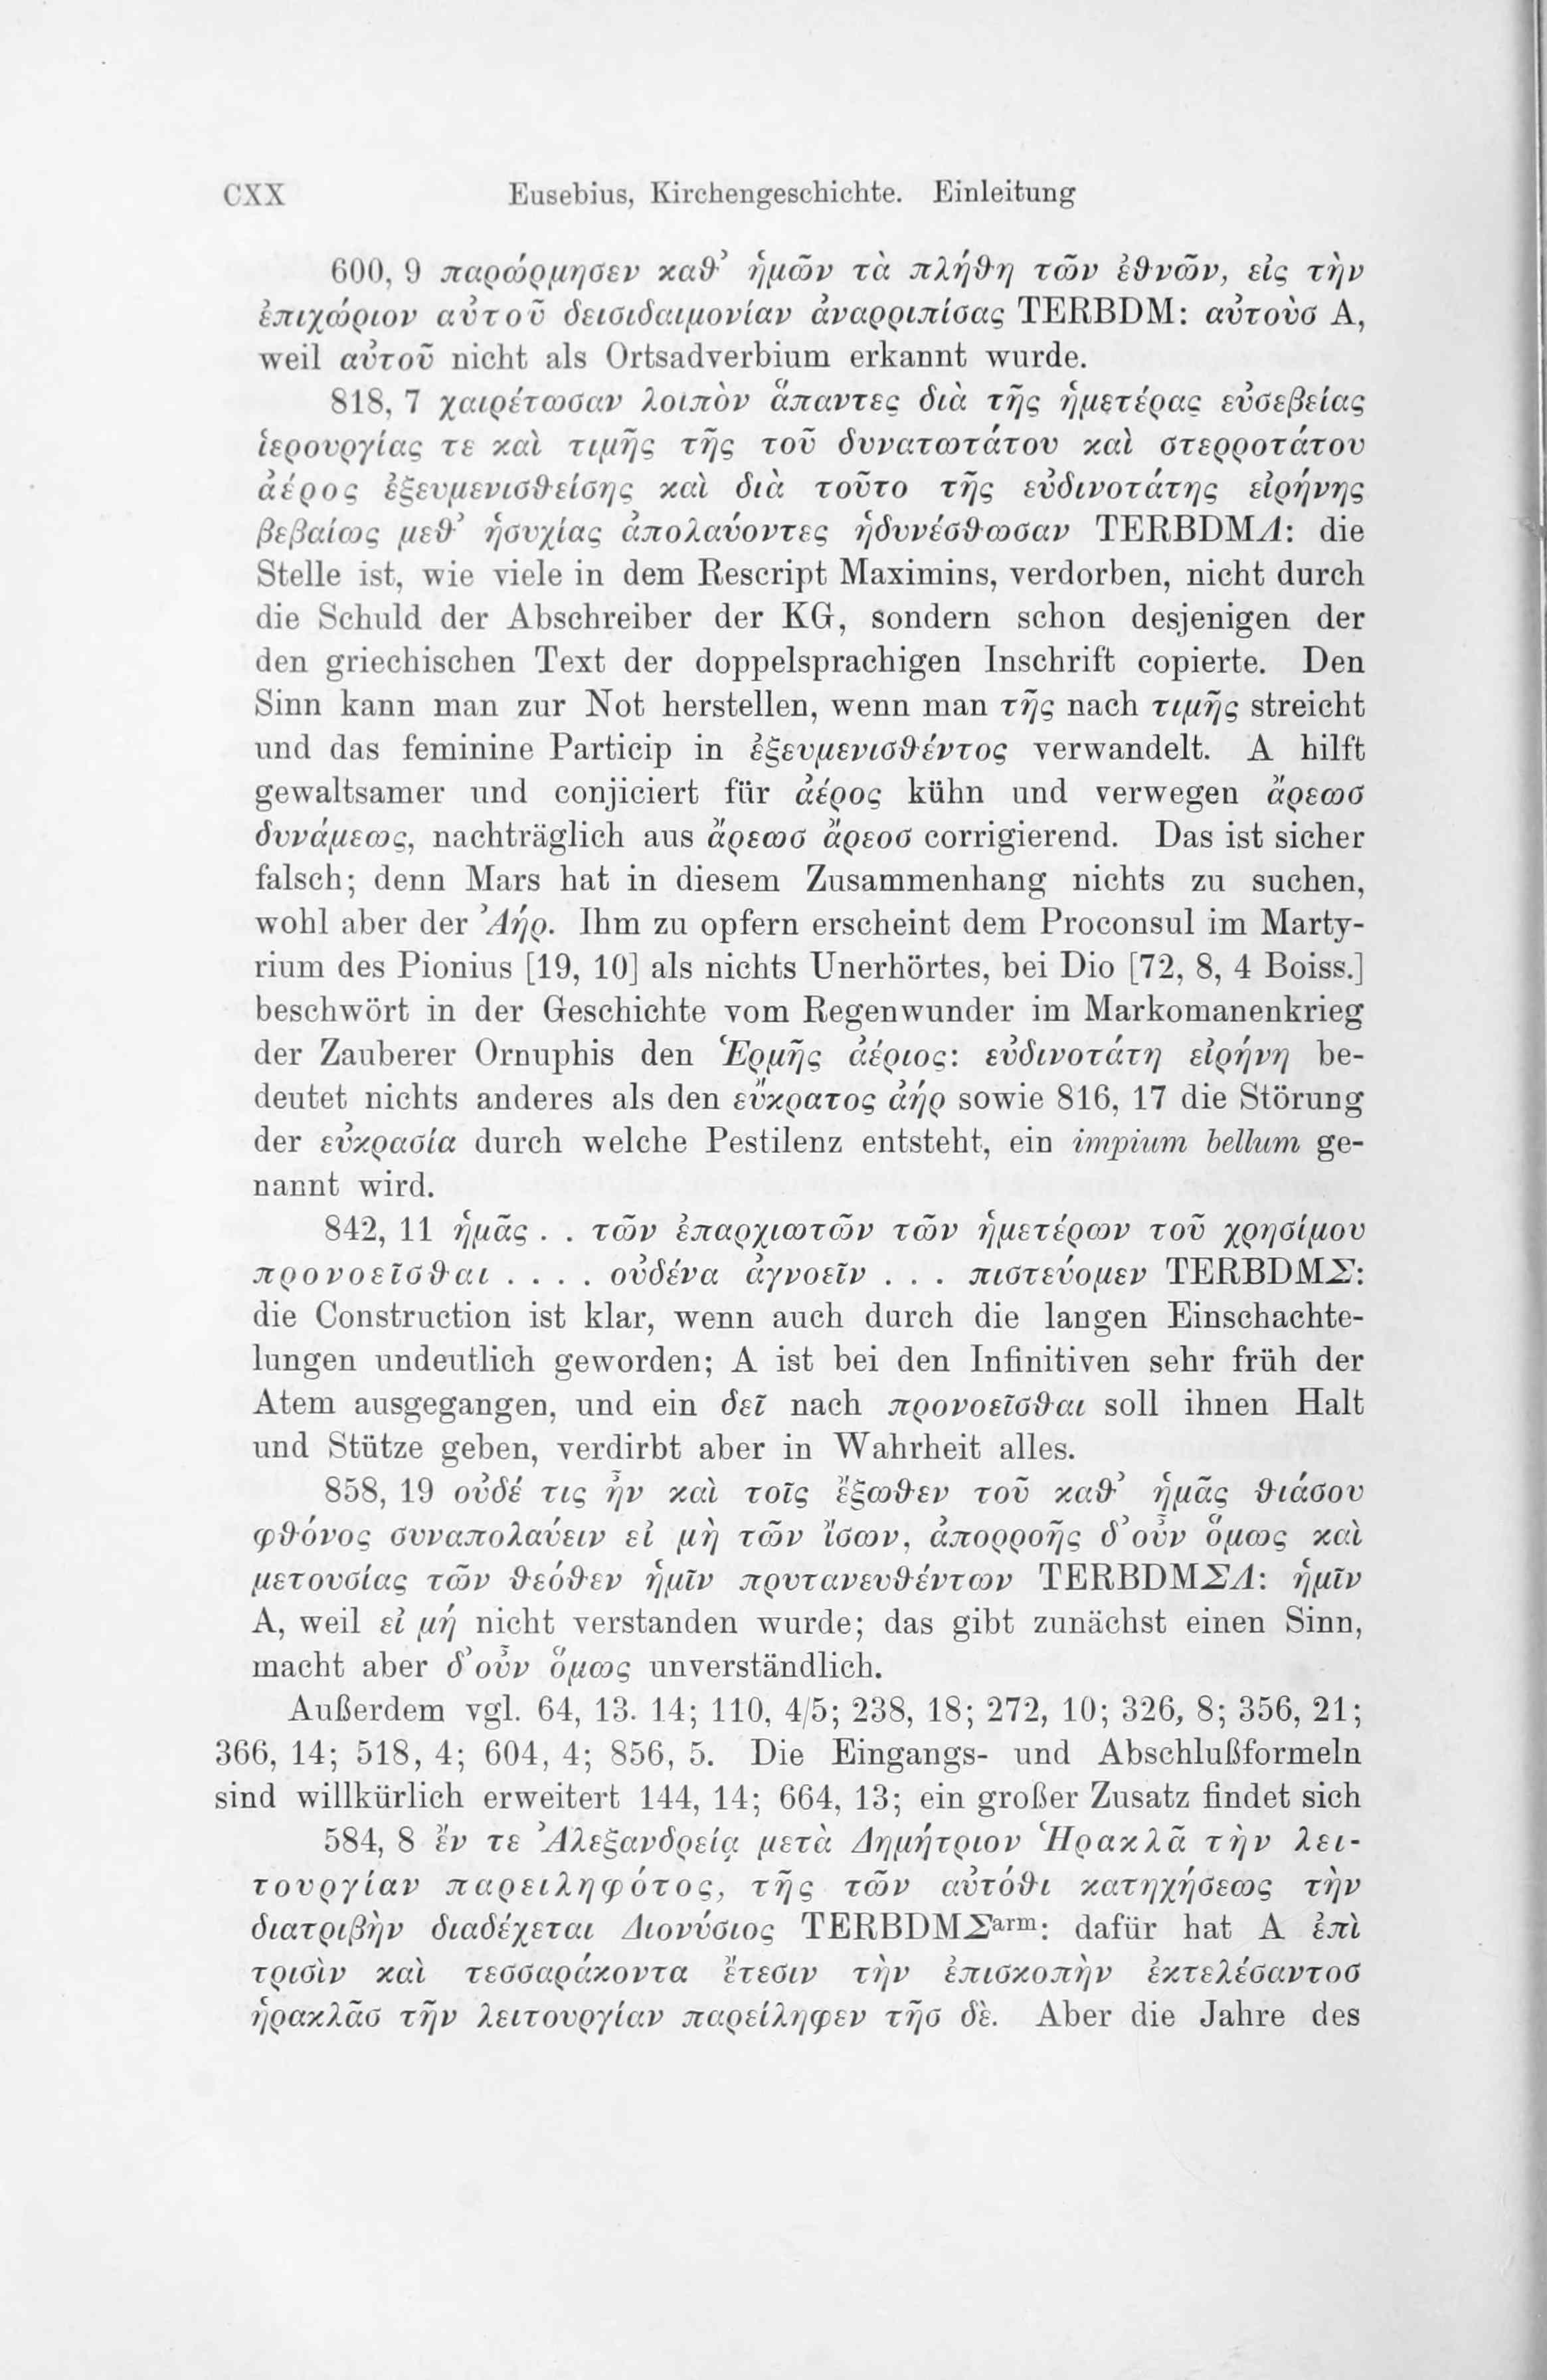 CXX Eusebius, Kirchengeschichte. Einleitung
600, 9 παρώρμησεν καθ’ ἡμῶν τὰ πλήθη τῶν ἐθνῶν, εἰς τὴν
ἐπιχώριον αὐτοῦ δεισιδαιμονίαν ἀναρριπίσας TERBDM: αὐτοὺσ A,
weil αὐτοῦ nicht als Ortsadverbium erkannt wurde.
818, 7 χαιρέτωσαν λοιπὸν ἅπαντες διὰ τῆς ἡμετέρας εὐσεβείας
ἱερουργίας τε καὶ τιμῆς τῆς τοῦ δυνατωτάτου καὶ στερροτάτου
ἀέρος ἐξευμενισθείσης καὶ διὰ τοῦτο τῆς εὐδινοτάτης εἰρήνης
βεβαίως μεθ’ ἡσυχίας ἀπολαύοντες ἡδυνέσθωσαν TERBDMΛ: die
Stelle ist, wie viele in dem Rescript Maximins, verdorben, nicht durch
die Schuld der Abschreiber der KG, sondern schon desjenigen der
den griechischen Text der doppelsprachigen Inschrift copierte. Den
Sinn kann man zur Not herstellen, wenn man τῆς nach τιμῆς streicht
und das feminine Particip in ἐξευμενισθέντος verwandelt. A hilft
gewaltsamer und conjiciert für ἀέρος kühn und verwegen ἄρεωσ
δυνάμεως, nachträglich aus ἄρεωσ ἄρεοσ corrigierend. Das ist sicher
falsch; denn Mars hat in diesem Zusammenhang nichts zu suchen,
wohl aber der Ἀήρ. Ihm zu opfern erscheint dem Proconsul im Marty-
rium des Pionius [19, 10] als nichts Unerhörtes, bei Dio [72, 8, 4 Boiss.]
beschwört in der Geschichte vom Regenwunder im Markomanenkrieg
der Zauberer Ornuphis den Ἑρμῆς ἀέριος: εὐδινοτάτη εἰρήνη be-
deutet nichts anderes als den εὔκρατος ἀήρ sowie 816, 17 die Störung
der εὐκρασία durch welche Pestilenz entsteht, ein impium bellum ge-
nannt wird.
842, 11 ἡμᾶς . . τῶν ἐπαρχιωτῶν τῶν ἡμετέρων τοῦ χρησίμου
προνοεῖσθαι . . . . οὐδένα ἀγνοεῖν . . . πιστεύομεν TERBDMΣ:
die Construction ist klar, wenn auch durch die langen Einschachte-
lungen undeutlich geworden; A ist bei den Infinitiven sehr früh der
Atem ausgegangen, und ein δεῖ nach προνοεῖσθαι soll ihnen Halt
und Stütze geben, verdirbt aber in Wahrheit alles.
858, 19 οὐδέ τις ἦν καὶ τοῖς ἔξωθεν τοῦ καθ’ ἡμᾶς θιάσου
φθόνος συναπολαύειν εἰ μὴ τῶν ἴσων, ἀπορροῆς δ’οὖν ὅμως καὶ
μετουσίας τῶν θεόθεν ἡμῖν πρυτανευθέντων TERBDMΣΛ: ἡμῖν
A, weil εἰ μή nicht verstanden wurde; das gibt zunächst einen Sinn,
macht aber δ’οὖν ὅμως unverständlich.
Außerdem vgl. 64, 13. 14; 110, 4/5; 238, 18; 272, 10; 326, 8; 356, 21;
366, 14; 518, 4; 604, 4; 856, 5. Die Eingangs- und Abschlußformeln
sind willkürlich erweitert 144, 14; 664, 13; ein großer Zusatz findet sich
584, 8 ἔν τε Ἀλεξανδρείᾳ μετὰ Δημήτριον Ἡρακλᾶ τὴν λει-
τουργίαν παρειληφότος, τῆς τῶν αὐτόθι κατηχήσεως τὴν
διατριβὴν διαδέχεται Διονύσιος TERBDMΣarm: dafür hat A ἐπὶ
τρισὶν καὶ τεσσαράκοντα ἔτεσιν τὴν ἐπισκοπὴν ἐκτελέσαντοσ
ἡρακλᾶσ τῆν λειτουργίαν παρείληφεν τῆσ δὲ. Aber die Jahre des